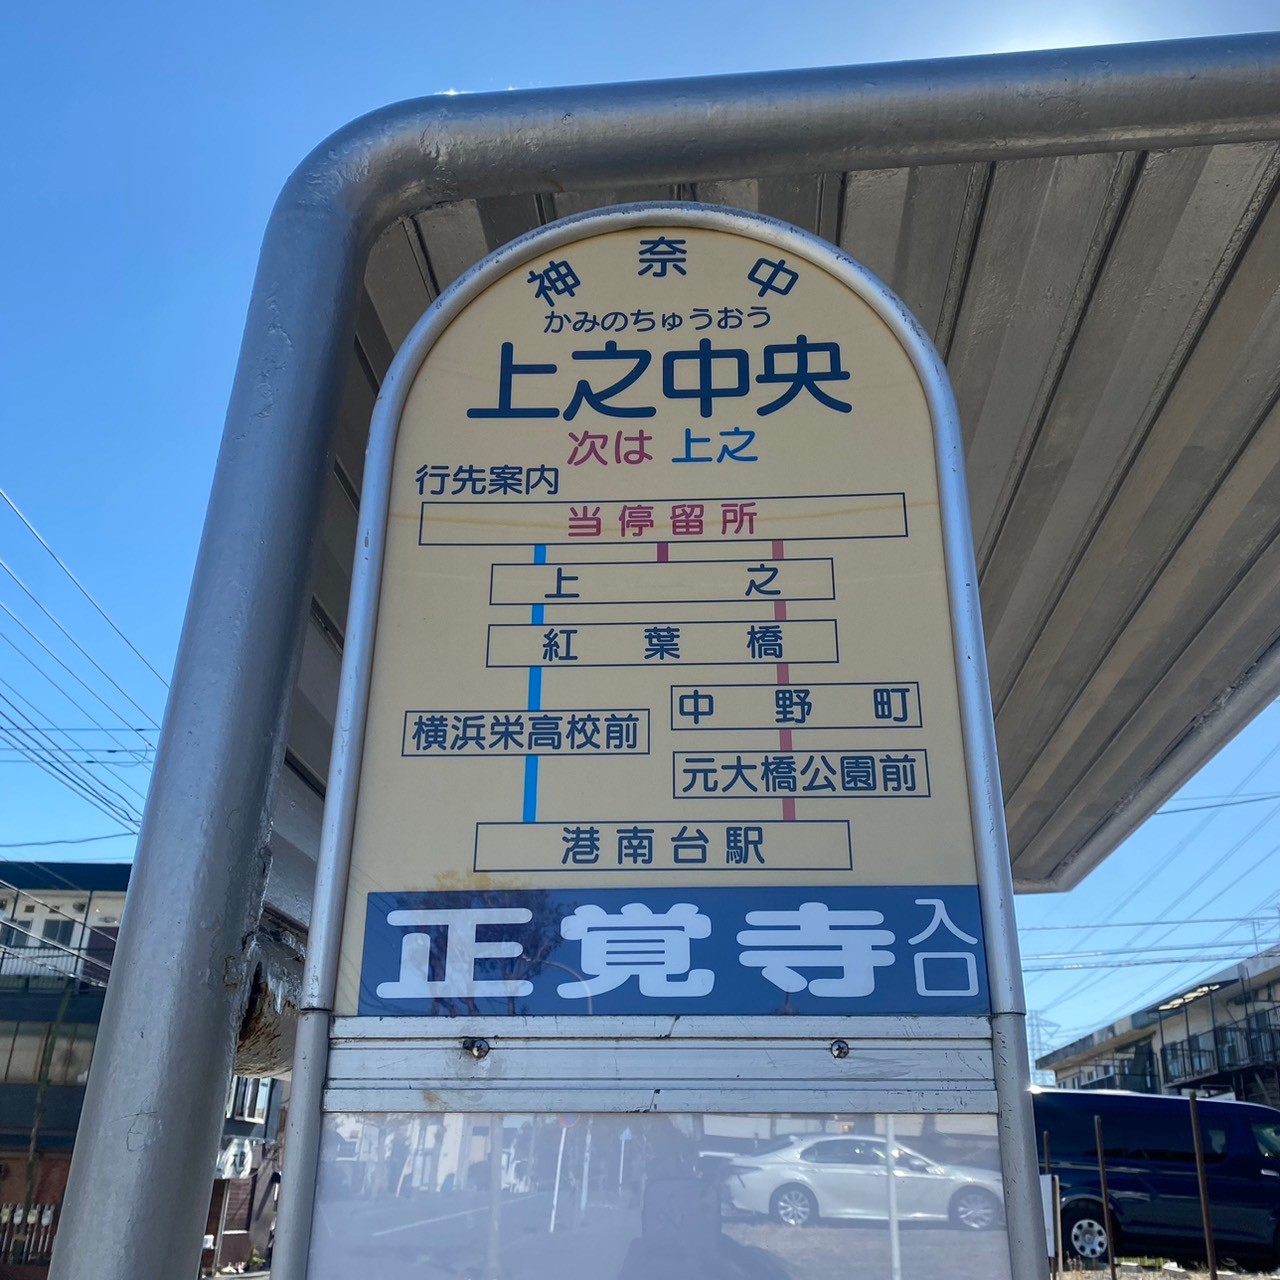 神奈中
かみのちゅうおう
上之中央
次は 上之
行先案内
当停留所
上之
紅葉橋
中野町
横浜栄高校前
元大橋公園前
港南台駅
正覚寺入口